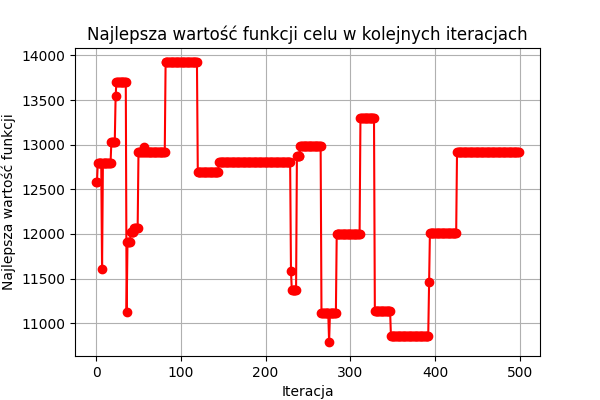 Najlepsza wartość funkcji celu w kolejnych iteracjach
Najlepsza wartość funkcji
14000
13500
13000
12500
12000
11500
11000
0 100 200 300 400 500
Iteracja